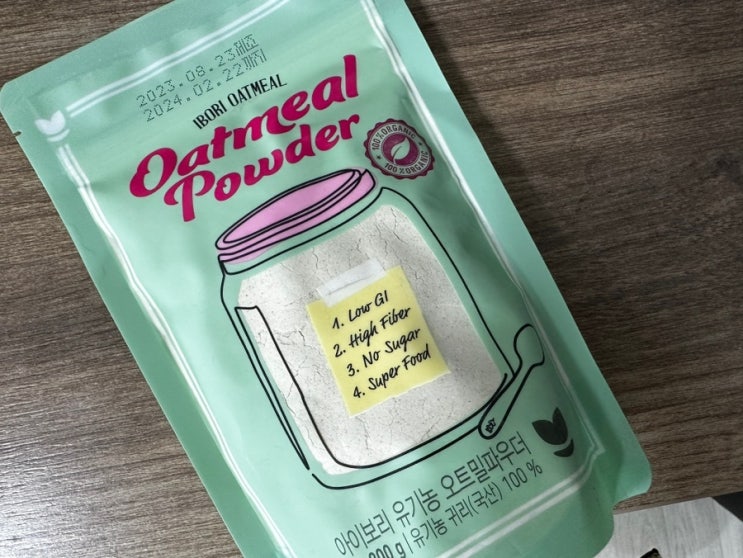 2023.08.23제조
2024.02.22까지
IBORI OATMEAL
Oatmeal
Powder
100% ORGANIC
100% ORGANIC
1. Low GI
2. High Fiber
3. No Sugar
4. Super Food
아이보리 유기농 오트밀파우더
유기농 귀리(국산) 100 %